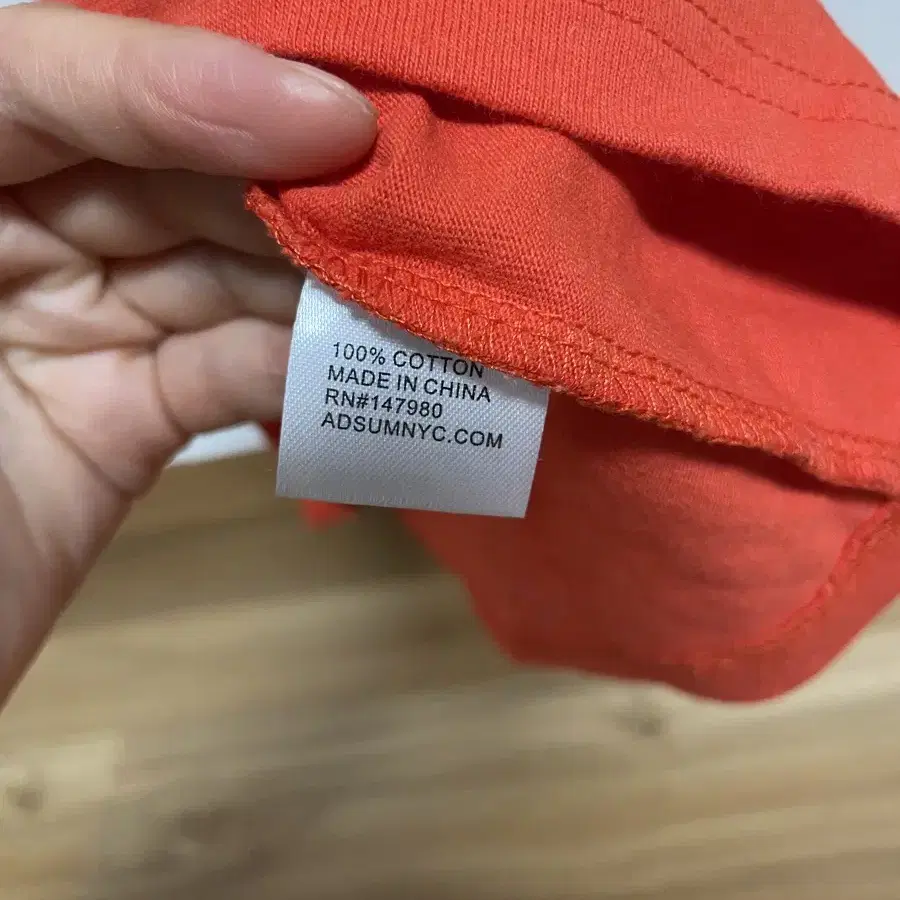 100% COTTON
MADE IN CHINA
RN#147980
ADSUMNYC.COM